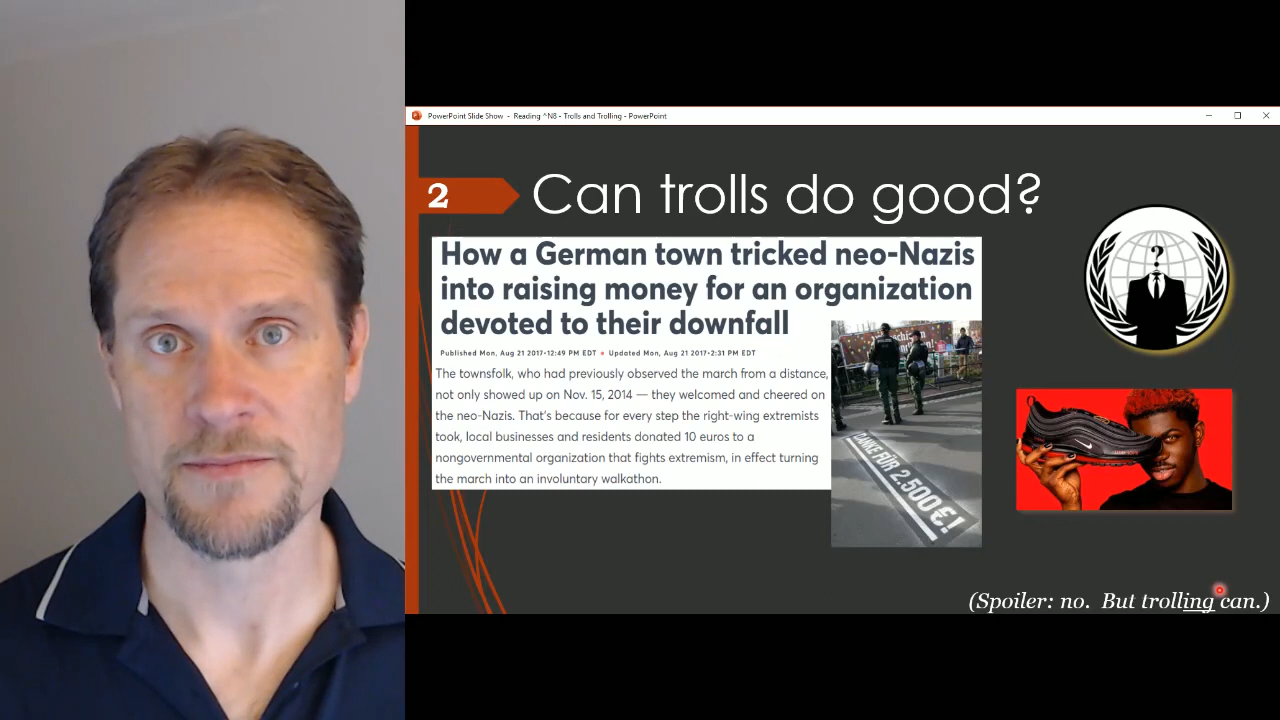 PowerPoint Slide Show - Reading ^N8 - Trolls and Trolling - PowerPoint
2
Can trolls do good?
How a German town tricked neo-Nazis
into raising money for an organization
devoted to their downfall
Published Mon, Aug 21 2017•12:49 PM EDT • Updated Mon, Aug 21 2017•2:31 PM EDT
The townsfolk, who had previously observed the march from a distance,
not only showed up on Nov. 15, 2014 — they welcomed and cheered on
the neo-Nazis. That's because for every step the right-wing extremists
took, local businesses and residents donated 10 euros to a
nongovernmental organization that fights extremism, in effect turning
the march into an involuntary walkathon.
DANKE FÜR 2.500€!
?
(Spoiler: no. But trolling can.)